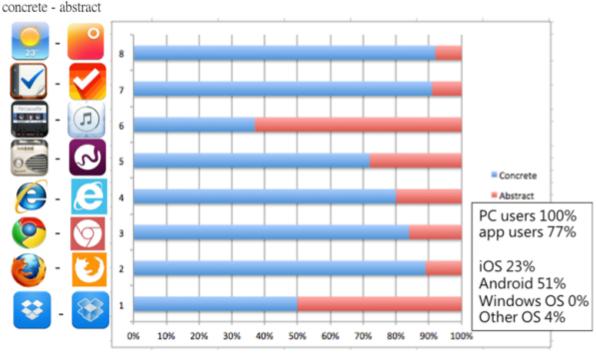 concrete - abstract
23°
-
-
-
-
-
-
-
-
8
7
6
5
4
3
2
1
0% 10% 20% 30% 40% 50% 60% 70% 80% 90% 100%
Concrete
Abstract
PC users 100%
app users 77%
iOS 23%
Android 51%
Windows OS 0%
Other OS 4%